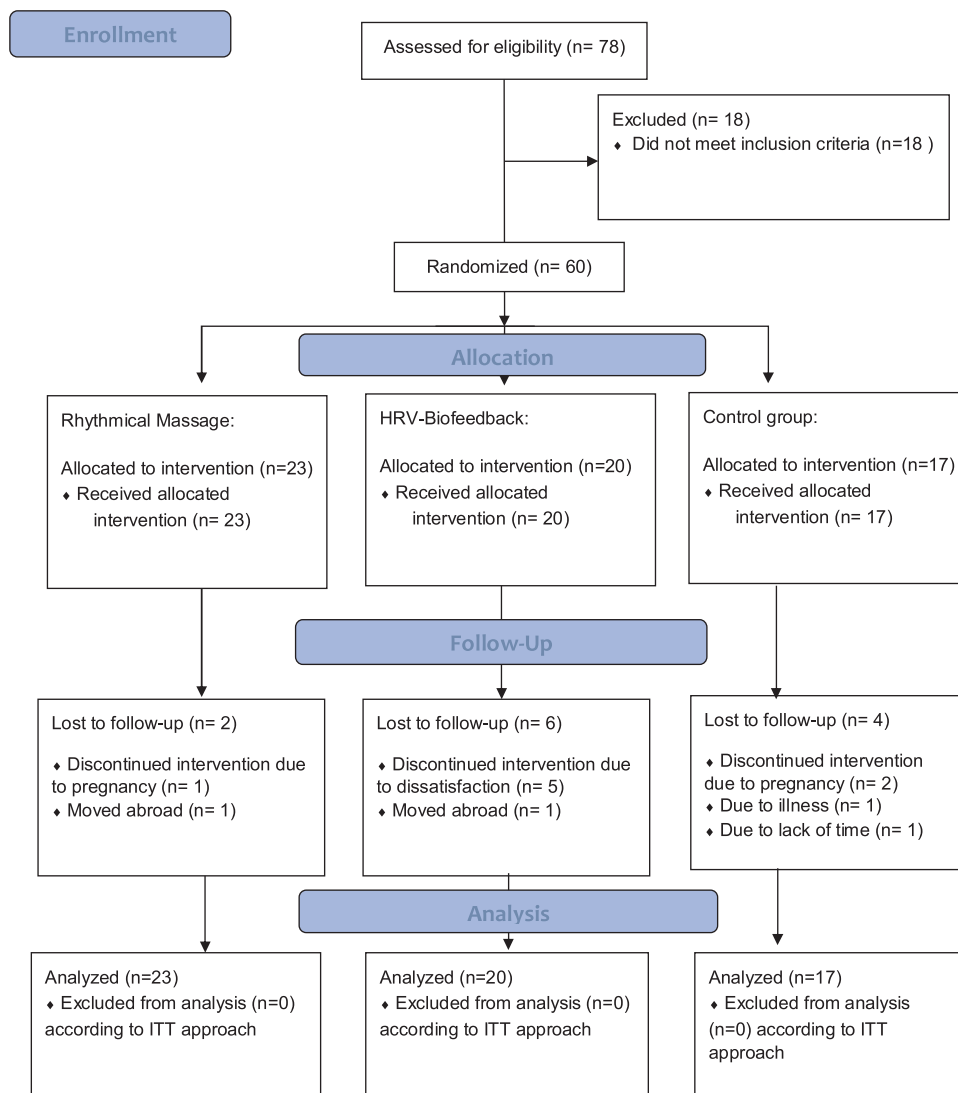 Enrollment
Assessed for eligibility (n= 78)
Excluded (n= 18)
♦ Did not meet inclusion criteria (n=18 )
Randomized (n= 60)
Allocation
Rhythmical Massage:
Allocated to intervention (n=23)
♦ Received allocated
intervention (n= 23)
HRV-Biofeedback:
Allocated to intervention (n=20)
♦ Received allocated
intervention (n= 20)
Control group:
Allocated to intervention (n=17)
♦ Received allocated
intervention (n= 17)
Follow-Up
Lost to follow-up (n= 2)
♦ Discontinued intervention due
to pregnancy (n= 1)
♦ Moved abroad (n= 1)
Lost to follow-up (n= 6)
♦ Discontinued intervention due
to dissatisfaction (n= 5)
♦ Moved abroad (n= 1)
Lost to follow-up (n= 4)
♦ Discontinued intervention
due to pregnancy (n= 2)
♦ Due to illness (n= 1)
♦ Due to lack of time (n= 1)
Analysis
Analyzed (n=23)
♦ Excluded from analysis (n=0)
according to ITT approach
Analyzed (n=20)
♦ Excluded from analysis (n=0)
according to ITT approach
Analyzed (n=17)
♦ Excluded from analysis
(n=0) according to ITT
approach